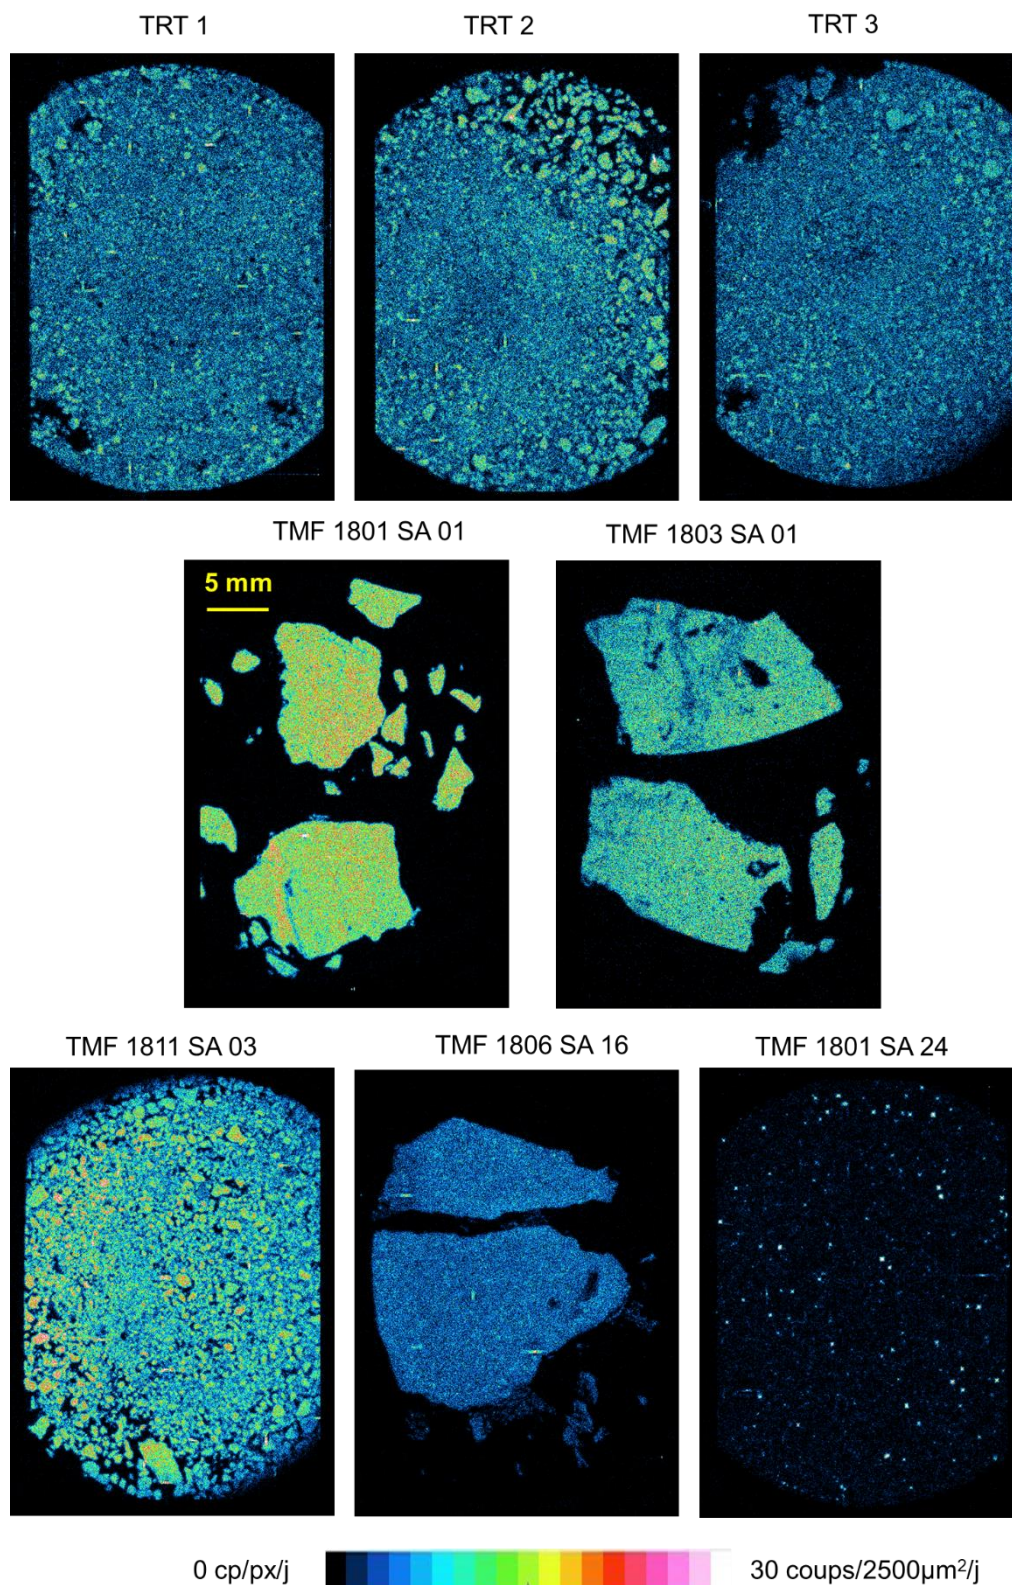 TRT 1
TRT 2
TRT 3
TMF 1801 SA 01
TMF 1803 SA 01
5 mm
TMF 1811 SA 03
TMF 1806 SA 16
TMF 1801 SA 24
0 cp/px/j
30 coups/2500µm²/j